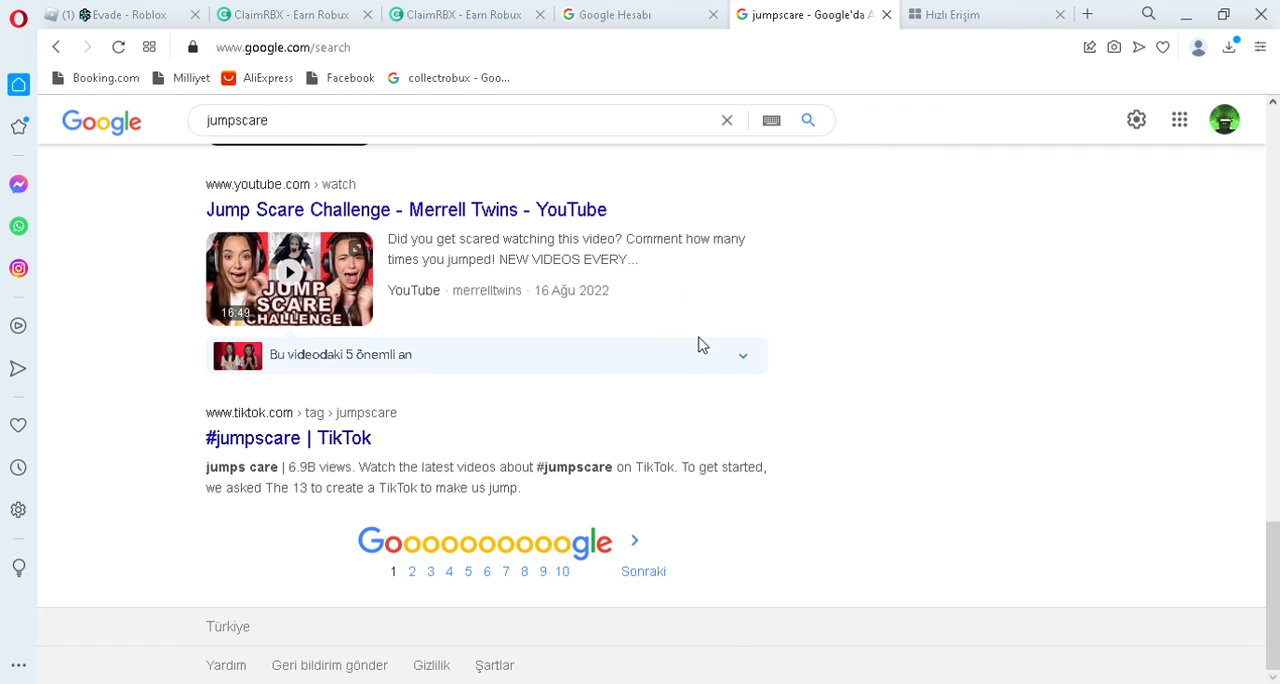 (1) Evade - Roblox
ClaimRBX - Earn Robux
ClaimRBX - Earn Robux
Google Hesabı
jumpscare - Google'da A
Hızlı Erişim
www.google.com/search
Booking.com
Milliyet
AliExpress
Facebook
collectrobux - Goo...
Google
jumpscare
www.youtube.com › watch
Jump Scare Challenge - Merrell Twins - YouTube
JUMP
SCARE
CHALLENGE
16:49
Did you get scared watching this video? Comment how many
times you jumped! NEW VIDEOS EVERY...
YouTube · merrelltwins · 16 Ağu 2022
Bu videodaki 5 önemli an
www.tiktok.com › tag › jumpscare
#jumpscare | TikTok
jumps care | 6.9B views. Watch the latest videos about #jumpscare on TikTok. To get started,
we asked The 13 to create a TikTok to make us jump.
Goooooooooogle
1 2 3 4 5 6 7 8 9 10 Sonraki
Türkiye
Yardım Geri bildirim gönder Gizlilik Şartlar